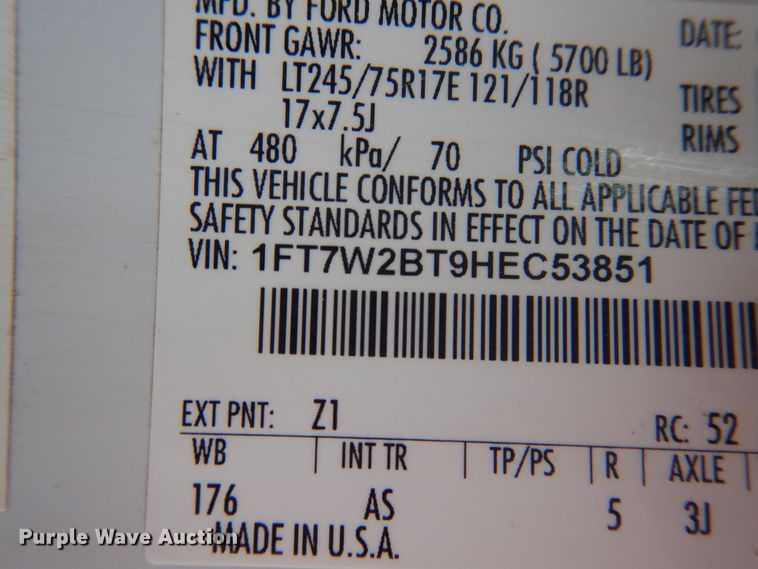 MFD. BY FORD MOTOR CO.
DATE:
FRONT GAWR: 2586 KG ( 5700 LB)
WITH LT245/75R17E 121/118R TIRES
17x7.5J RIMS
AT 480 kPa/ 70 PSI COLD
THIS VEHICLE CONFORMS TO ALL APPLICABLE FE
SAFETY STANDARDS IN EFFECT ON THE DATE OF
VIN: 1FT7W2BT9HEC53851
EXT PNT: Z1 RC: 52
WB INT TR TP/PS R AXLE
176 AS 5 3J
MADE IN U.S.A.
Purple Wave Auction